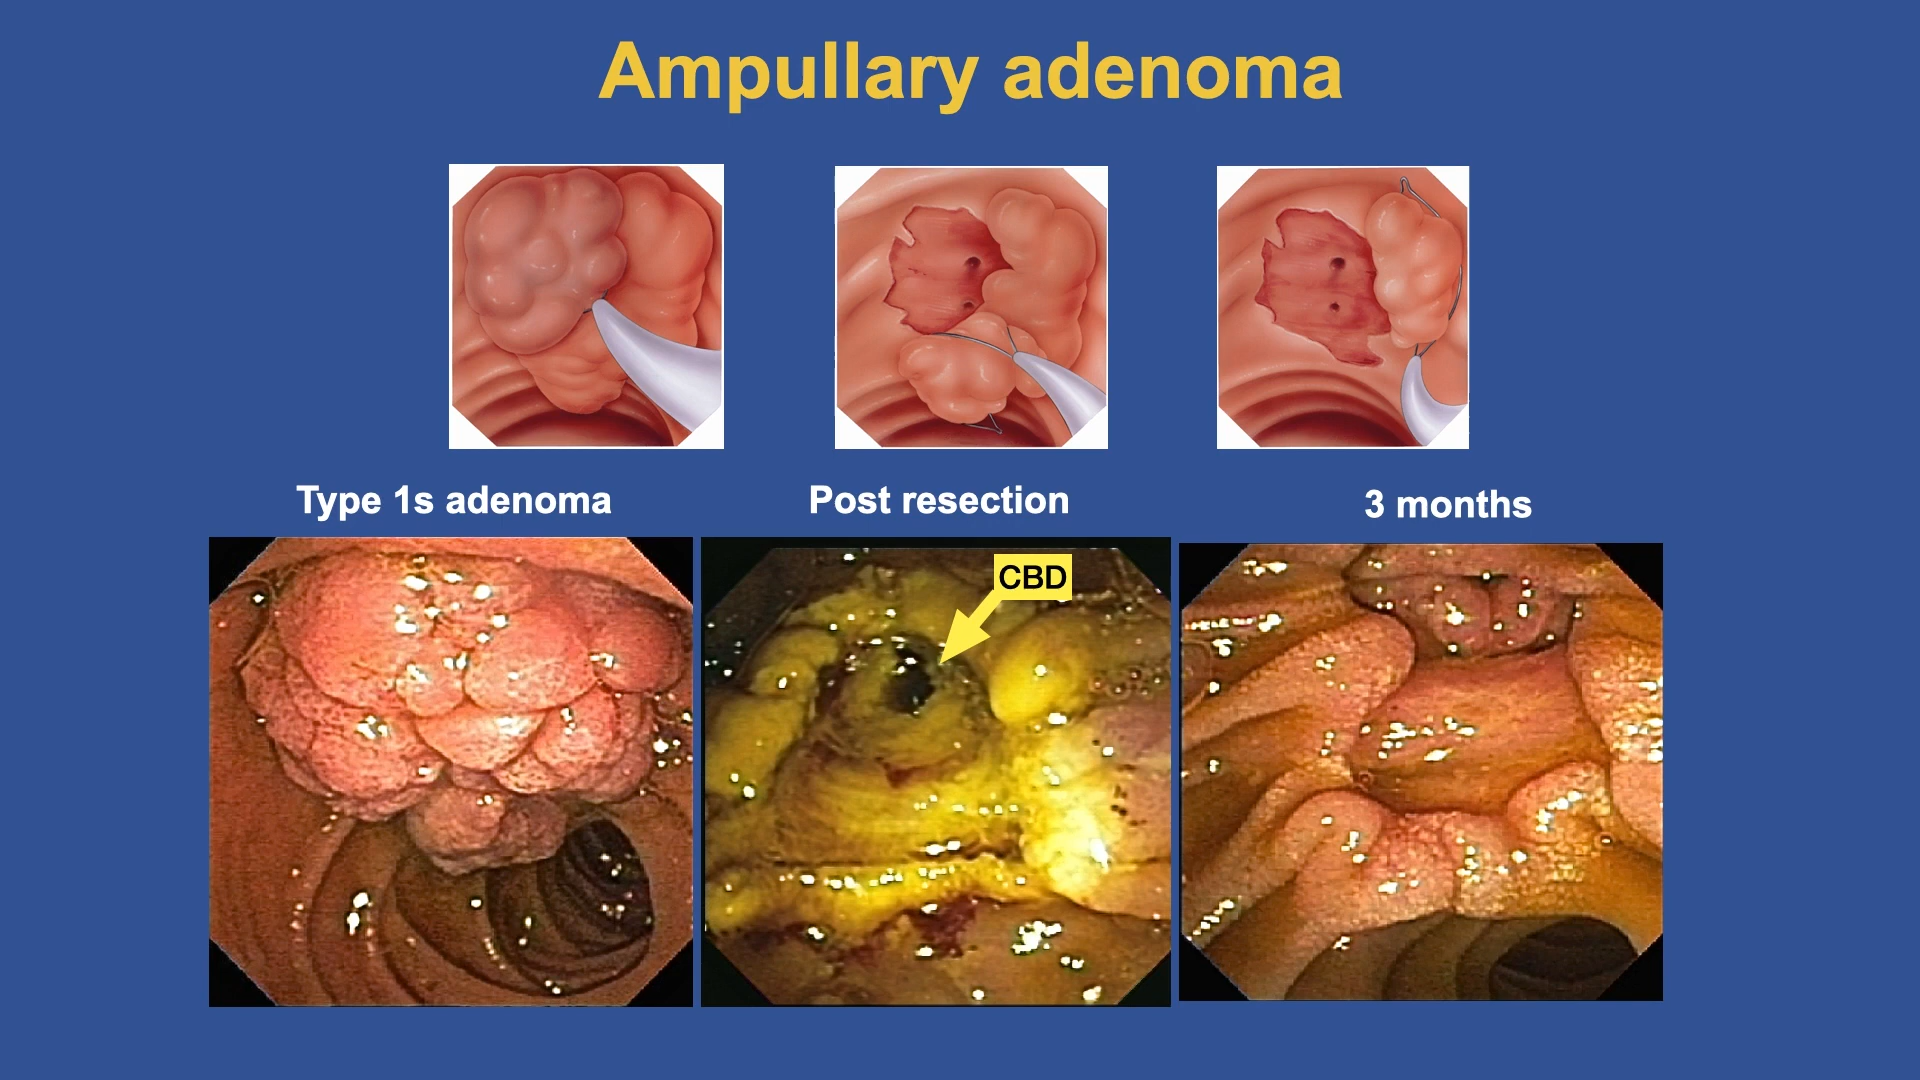 Ampullary adenoma
Type 1s adenoma
Post resection
3 months
CBD